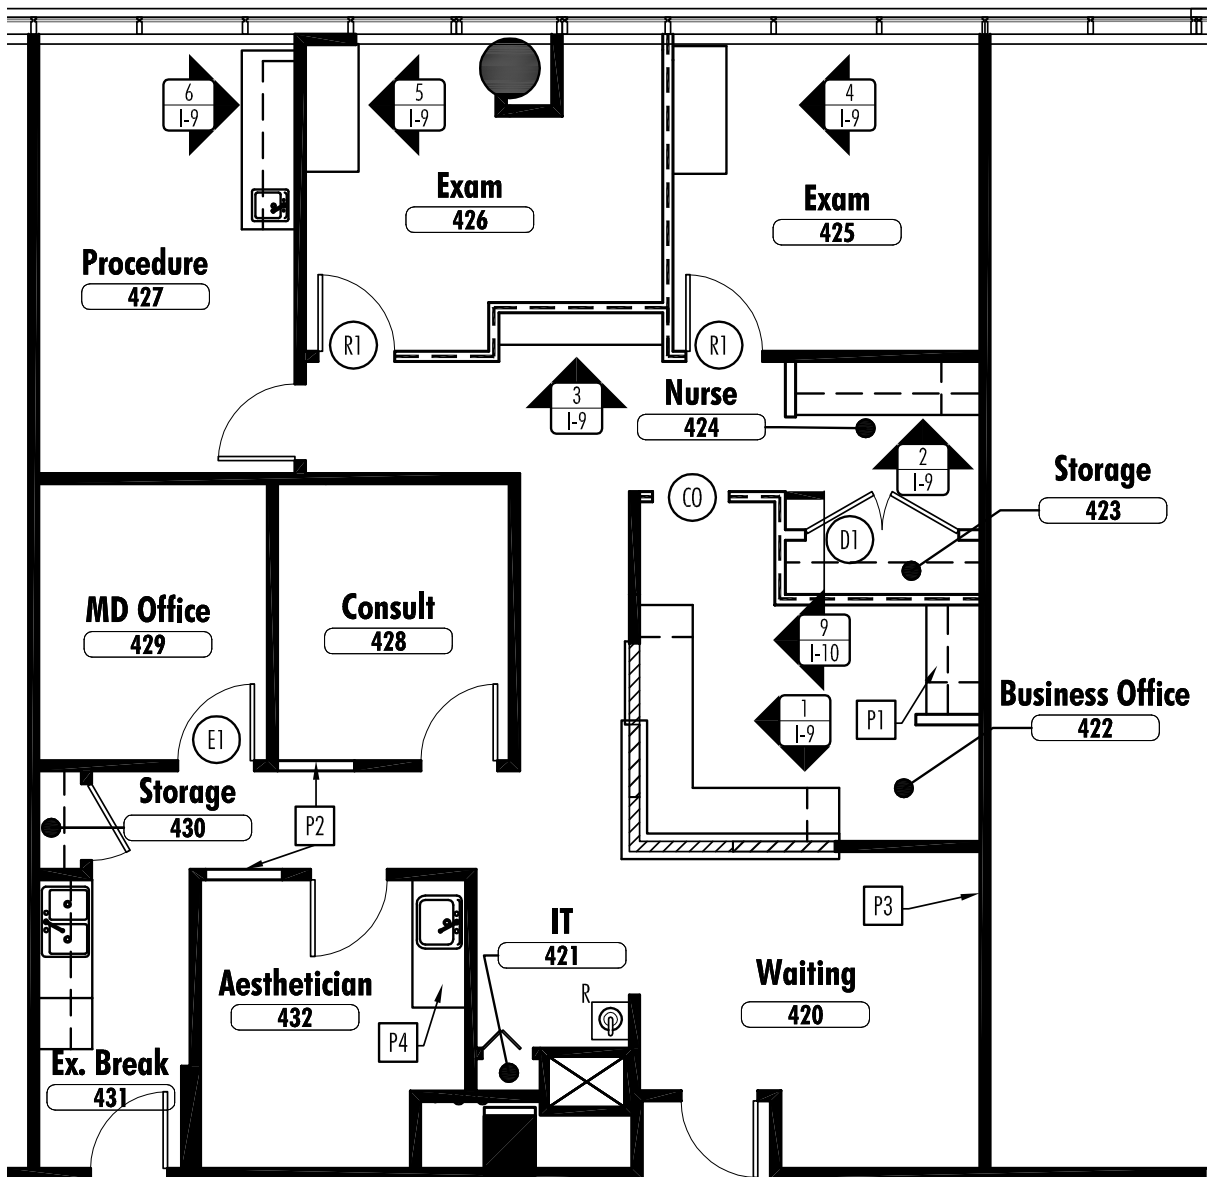 6
I-9
5
I-9
4
I-9
Exam
426
Exam
425
Procedure
427
R1
R1
3
I-9
Nurse
424
2
I-9
Storage
423
CO
D1
MD Office
429
Consult
428
9
I-10
1
I-9
P1
Business Office
422
E1
Storage
430
P2
P3
IT
421
Aesthetician
432
Waiting
420
R
P4
Ex. Break
431